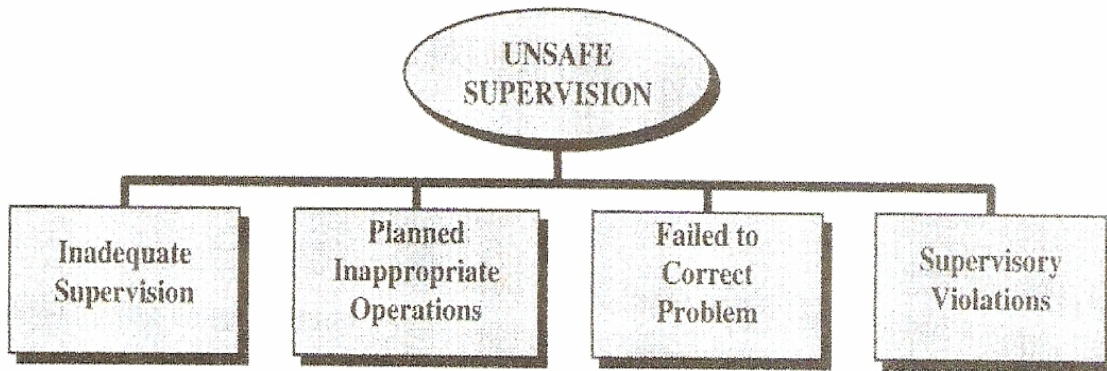 UNSAFE
SUPERVISION
Inadequate
Supervision
Planned
Inappropriate
Operations
Failed to
Correct
Problem
Supervisory
Violations